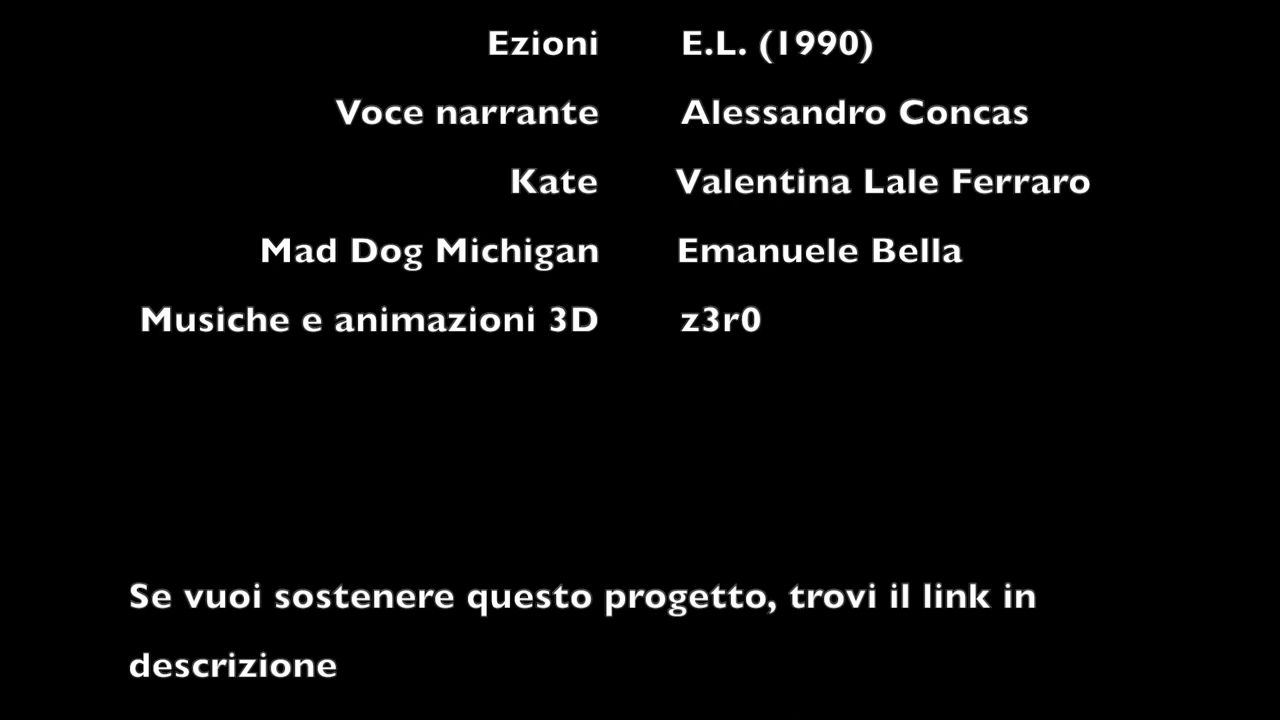 Ezioni E.L. (1990)
Voce narrante Alessandro Concas
Kate Valentina Lale Ferraro
Mad Dog Michigan Emanuele Bella
Musiche e animazioni 3D z3r0
Se vuoi sostenere questo progetto, trovi il link in
descrizione